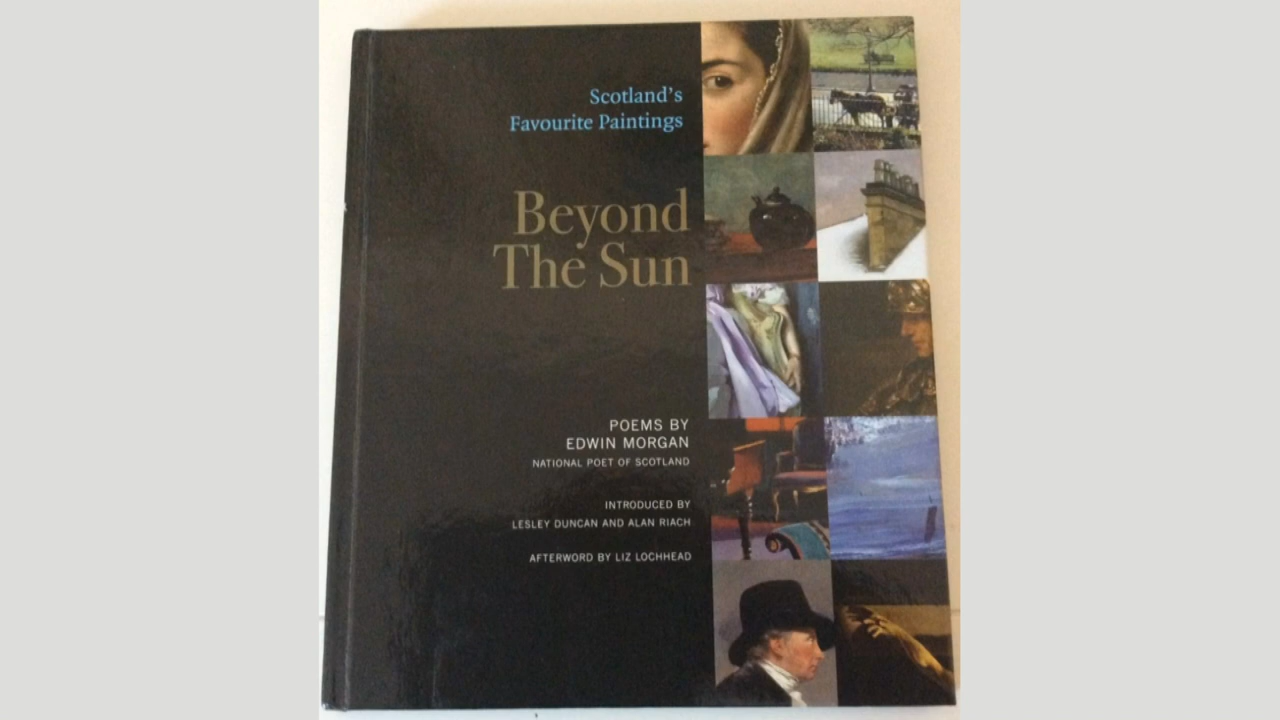 Scotland's
Favourite Paintings
Beyond
The Sun
POEMS BY
EDWIN MORGAN
NATIONAL POET OF SCOTLAND
INTRODUCED BY
LESLEY DUNCAN AND ALAN RIACH
AFTERWORD BY LIZ LOCHHEAD